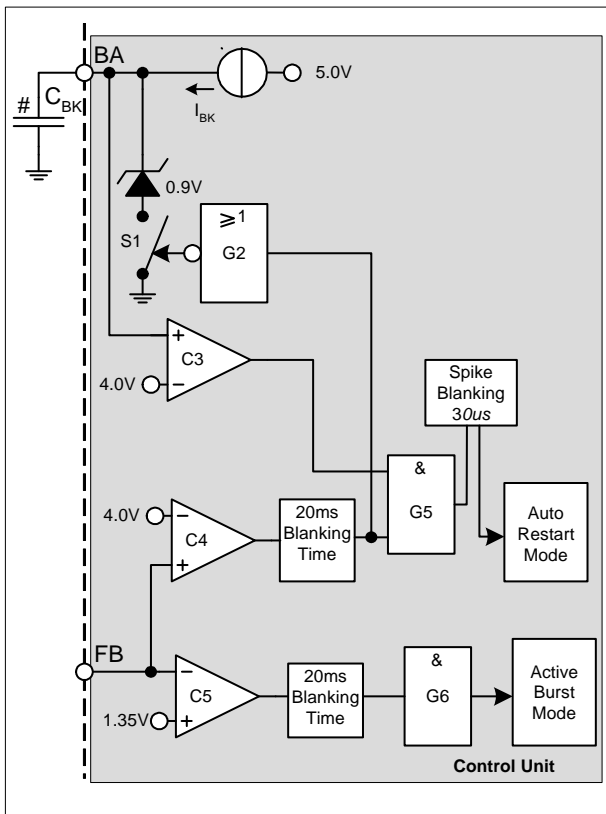 BA
5.0V
# C_BK
I_BK
0.9V
S1
≥1
G2
+
C3
4.0V
−
Spike
Blanking
30us
&
G5
4.0V
−
C4
+
20ms
Blanking
Time
Auto
Restart
Mode
FB
−
C5
1.35V
+
20ms
Blanking
Time
&
G6
Active
Burst
Mode
Control Unit